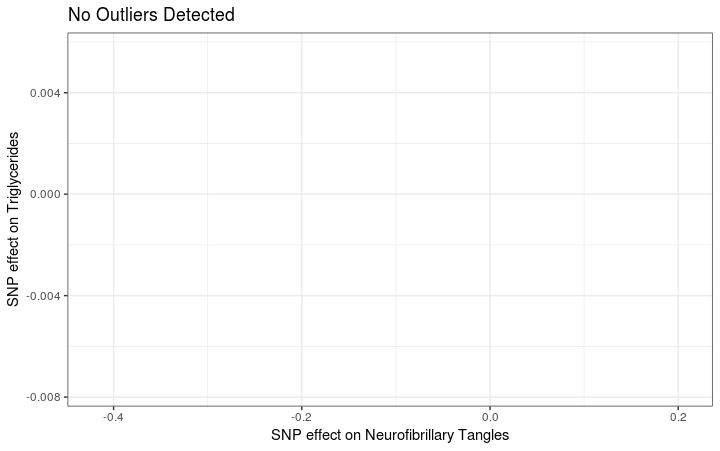 No Outliers Detected
SNP effect on Triglycerides
0.004
0.000
-0.004
-0.008
-0.4
-0.2
0.0
0.2
SNP effect on Neurofibrillary Tangles